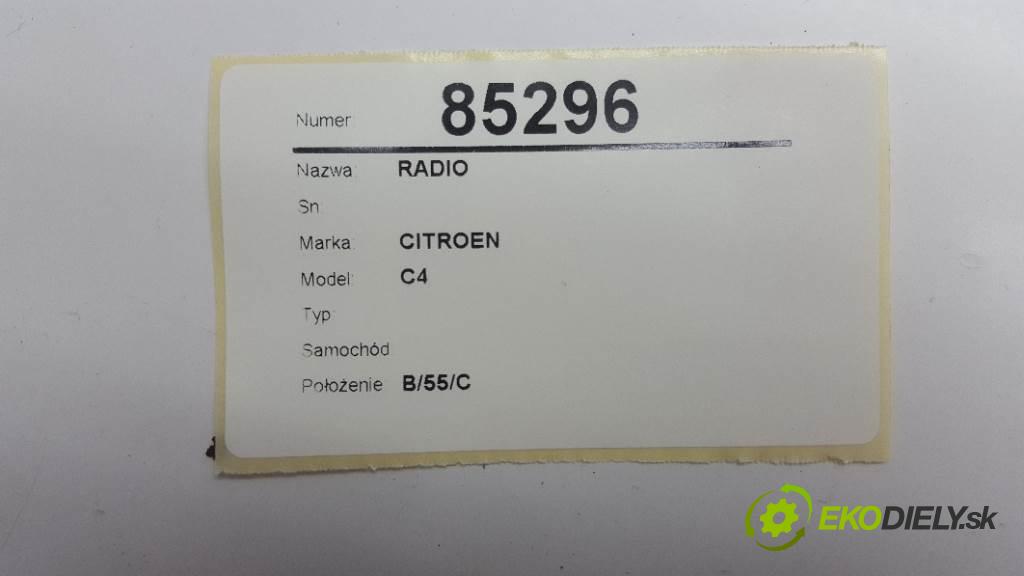 Numer: 85296
Nazwa: RADIO
Sn:
Marka: CITROEN
Model: C4
Typ:
Samochód
Położenie B/55/C
EKODIELY.sk